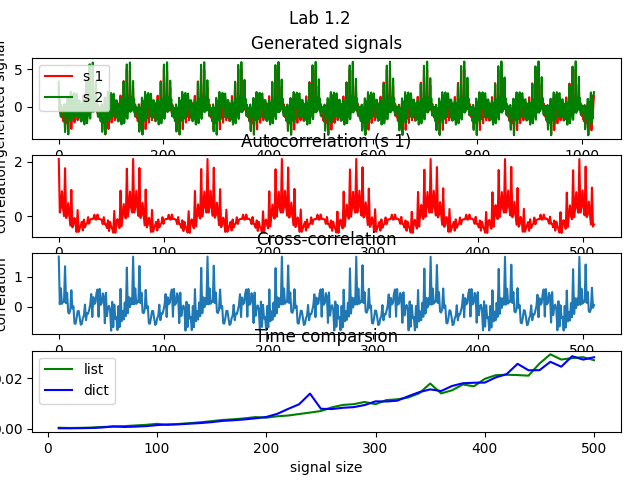 Lab 1.2
Generated signals
generated signal
5
0
s 1
s 2
0 200 400 600 800 1000
Autocorrelation (s 1)
correlation
2
0
0 100 200 300 400 500
Cross-correlation
correlation
1
0
0 100 200 300 400 500
Time comparsion
0.02
0.00
list
dict
0 100 200 300 400 500
signal size